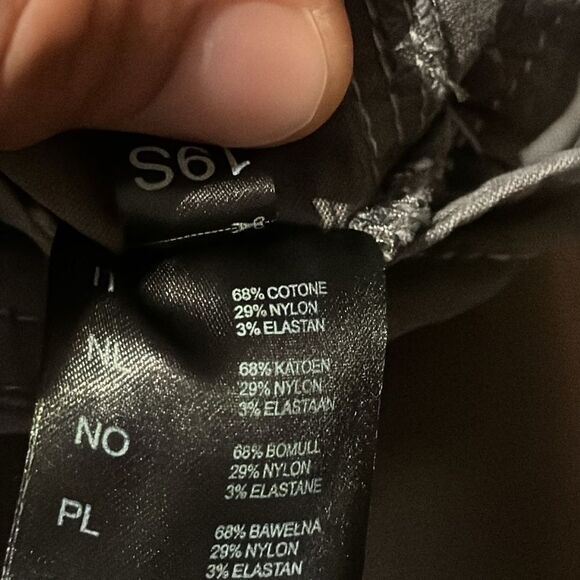 19S
IT
68% COTONE
29% NYLON
3% ELASTAN
NL
68% KATOEN
29% NYLON
3% ELASTAAN
NO
68% BOMULL
29% NYLON
3% ELASTANE
PL
68% BAWEŁNA
29% NYLON
3% ELASTAN